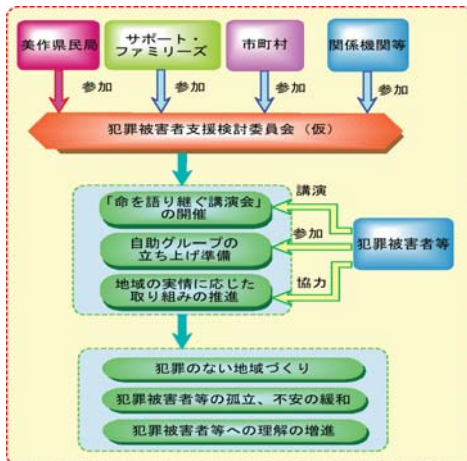 美作県民局
サポート・
ファミリーズ
市町村
関係機関等
参加
参加
参加
参加
犯罪被害者支援検討委員会（仮）
「命を語り継ぐ講演会」
の開催
講演
自助グループの
立ち上げ準備
参加
犯罪被害者等
地域の実情に応じた
取り組みの推進
協力
犯罪のない地域づくり
犯罪被害者等の孤立、不安の緩和
犯罪被害者等への理解の増進